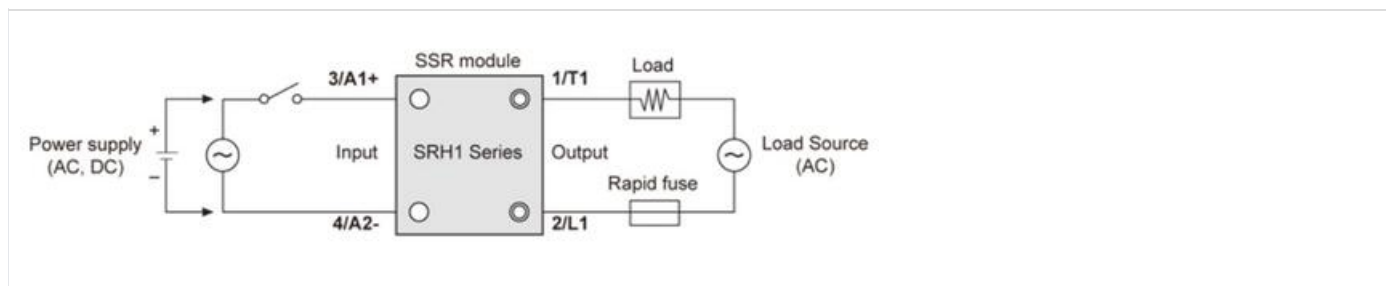 SSR module
3/A1+
1/T1
Load
+
Power supply
(AC, DC)
−
~
Input
SRH1 Series
Output
~
Load Source
(AC)
Rapid fuse
4/A2-
2/L1